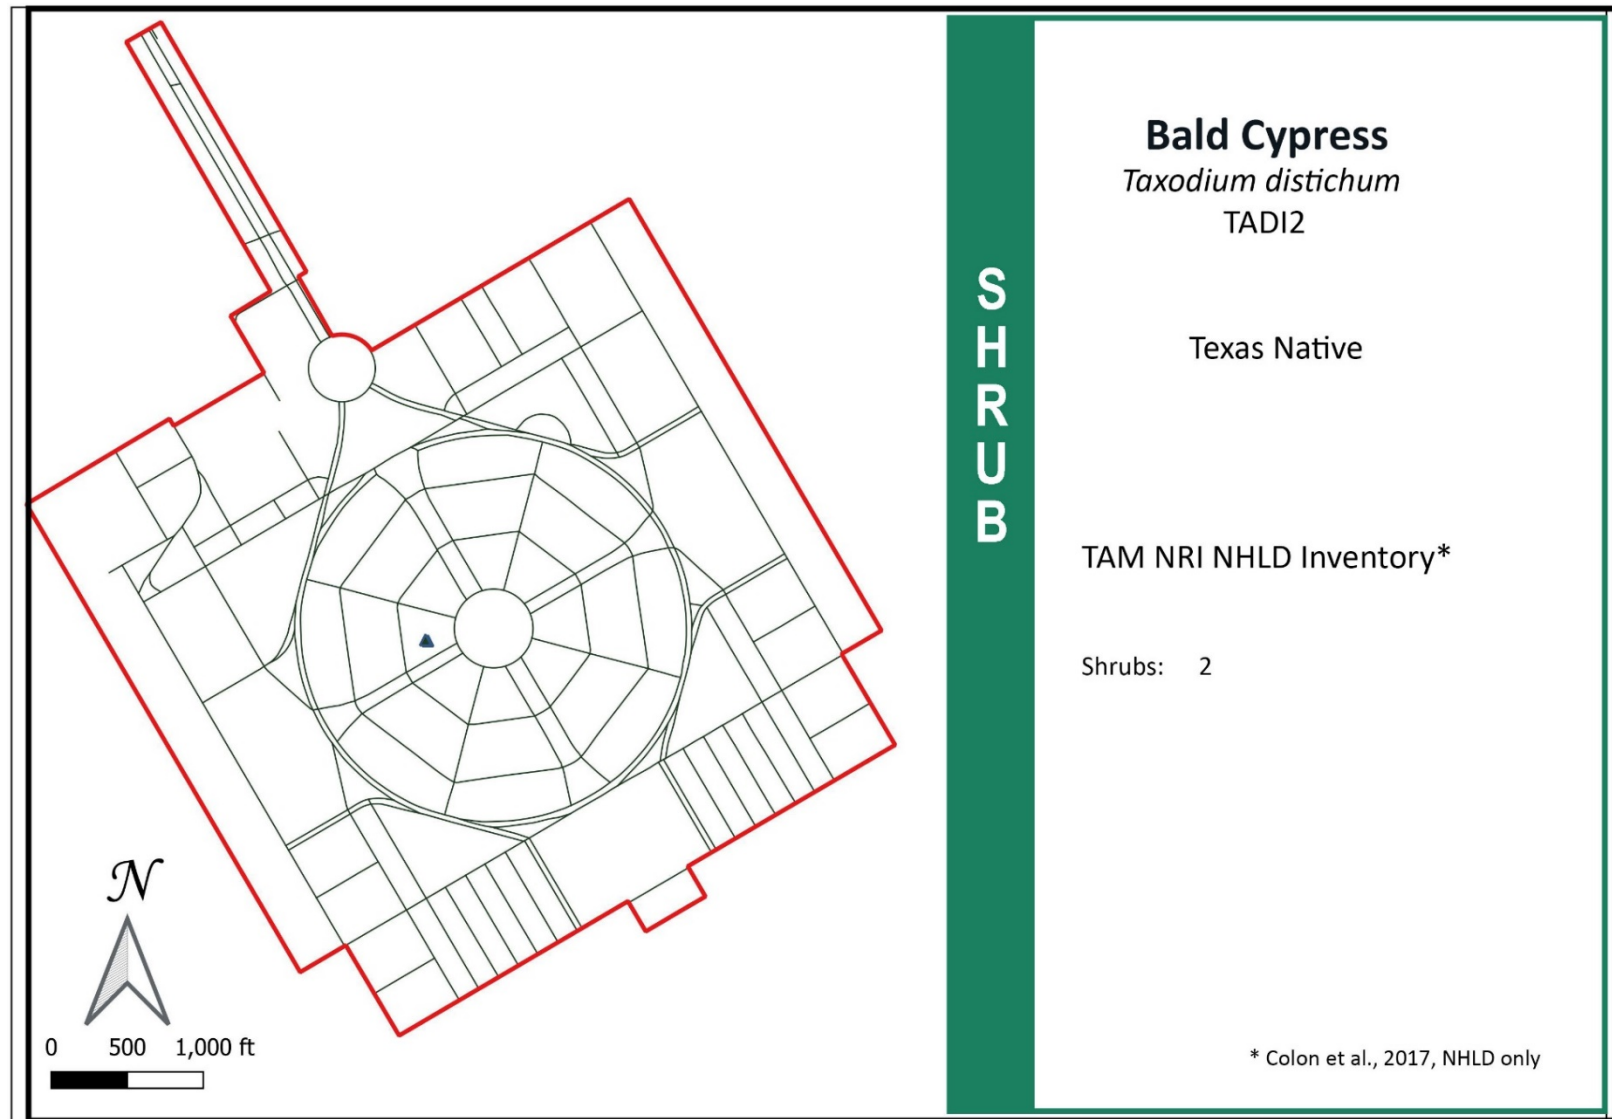 N
0 500 1,000 ft
S
H
R
U
B
Bald Cypress
Taxodium distichum
TADI2
Texas Native
TAM NRI NHLD Inventory*
Shrubs: 2
* Colon et al., 2017, NHLD only